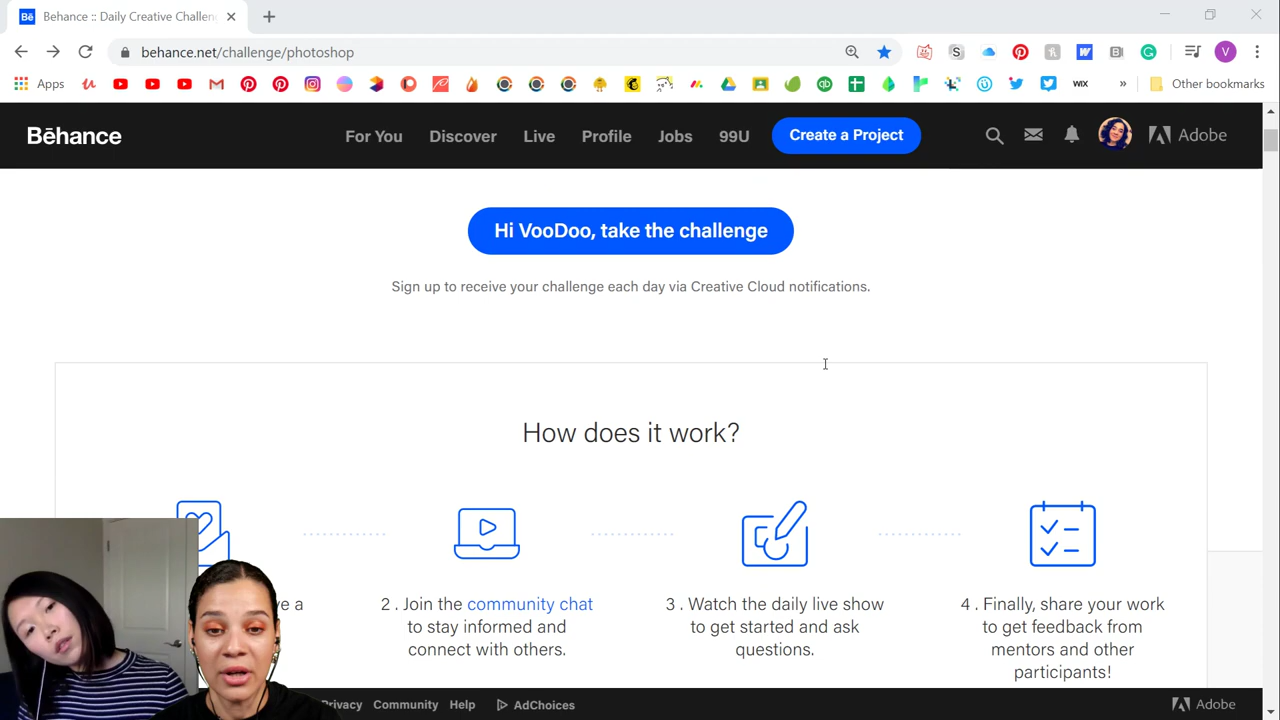 Behance :: Daily Creative Challen
behance.net/challenge/photoshop
V
Apps
WIX
Other bookmarks
Bēhance
For You
Discover
Live
Profile
Jobs
99U
Create a Project
Adobe
Hi VooDoo, take the challenge
Sign up to receive your challenge each day via Creative Cloud notifications.
How does it work?
ve a
2 . Join the community chat
to stay informed and
connect with others.
3 . Watch the daily live show
to get started and ask
questions.
4 . Finally, share your work
to get feedback from
mentors and other
participants!
Privacy
Community
Help
AdChoices
Adobe